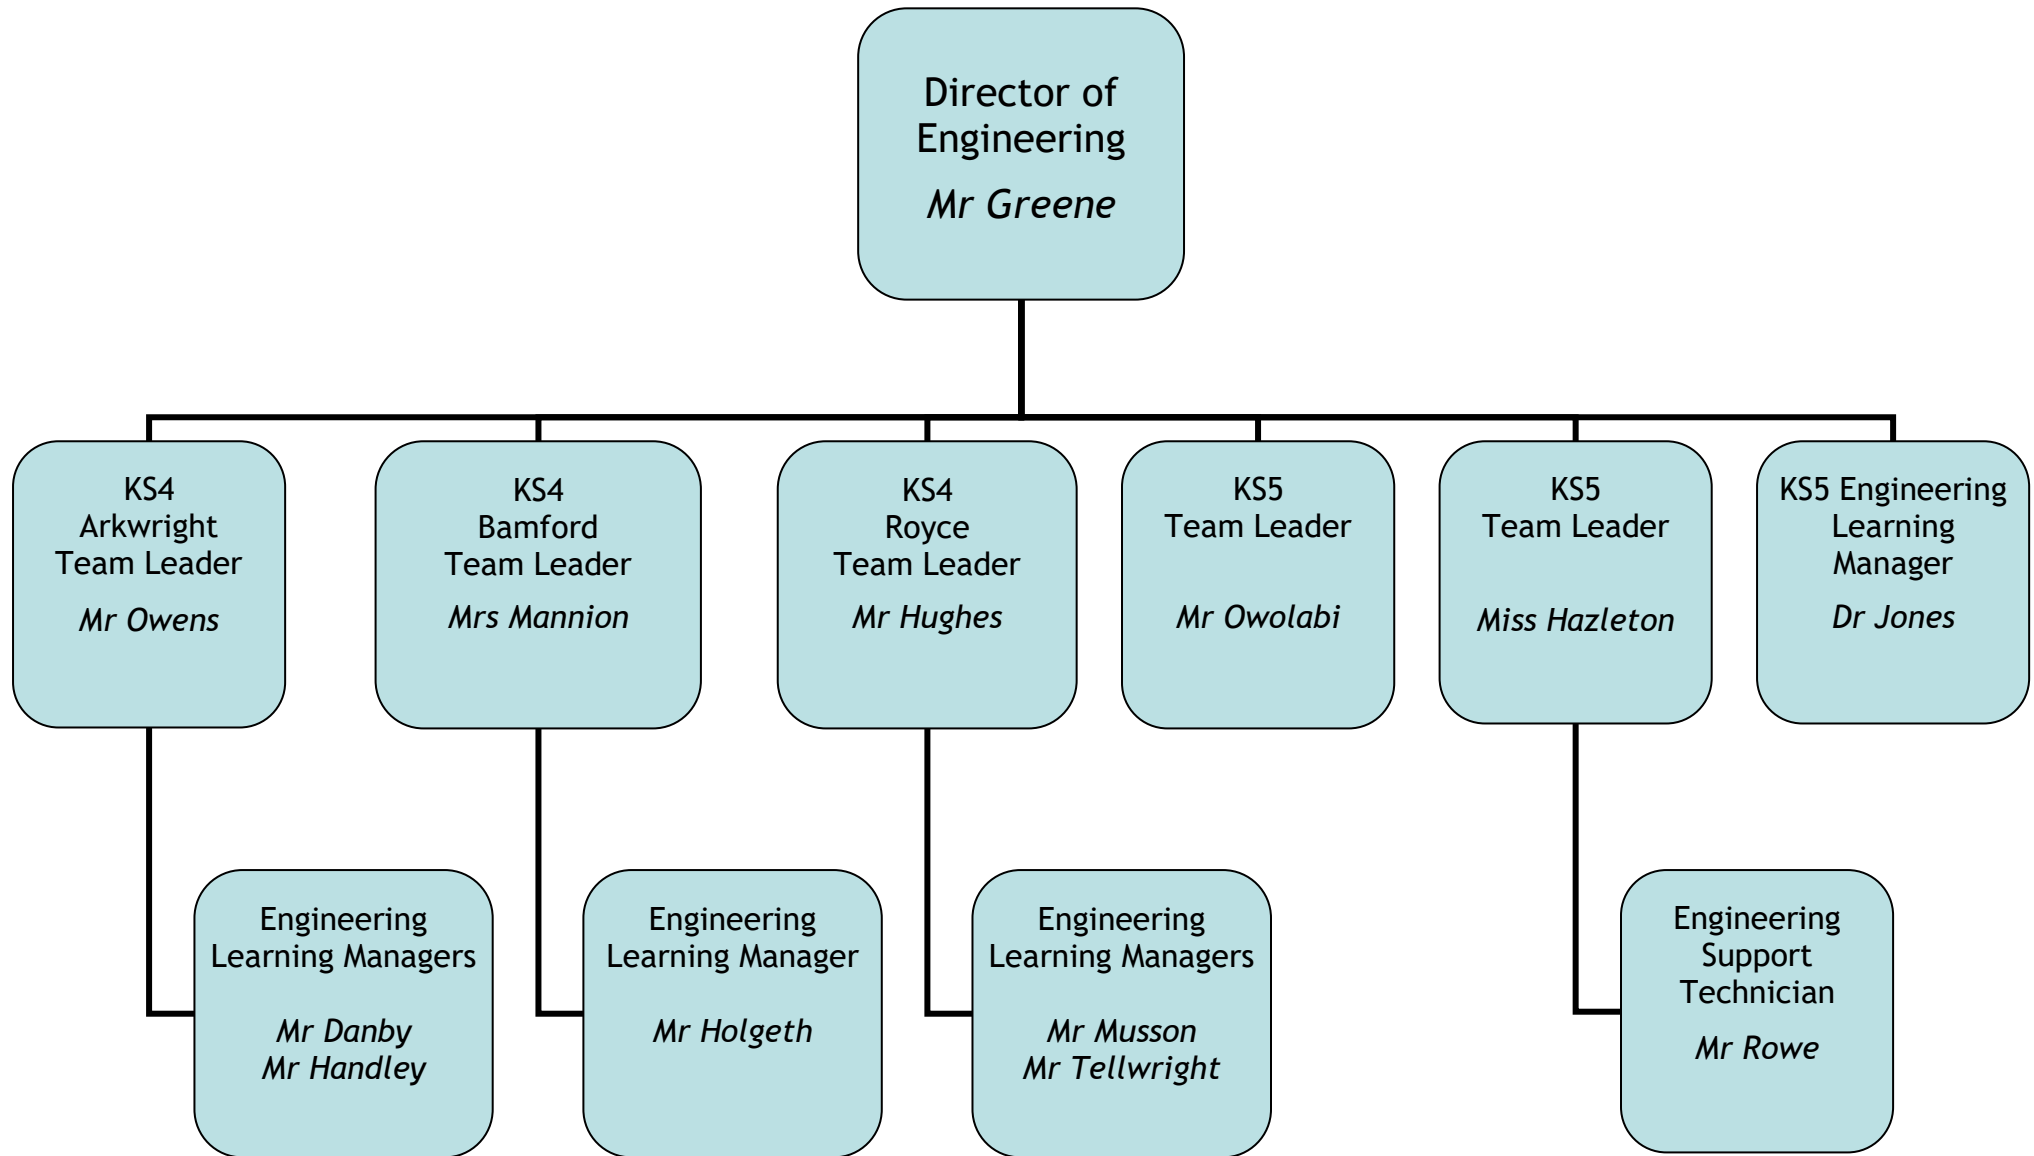 Director of
Engineering
Mr Greene
KS4
Arkwright
Team Leader
Mr Owens
KS4
Bamford
Team Leader
Mrs Mannion
KS4
Royce
Team Leader
Mr Hughes
KS5
Team Leader
Mr Owolabi
KS5
Team Leader
Miss Hazleton
KS5 Engineering
Learning
Manager
Dr Jones
Engineering
Learning Managers
Mr Danby
Mr Handley
Engineering
Learning Manager
Mr Holgeth
Engineering
Learning Managers
Mr Musson
Mr Tellwright
Engineering
Support
Technician
Mr Rowe